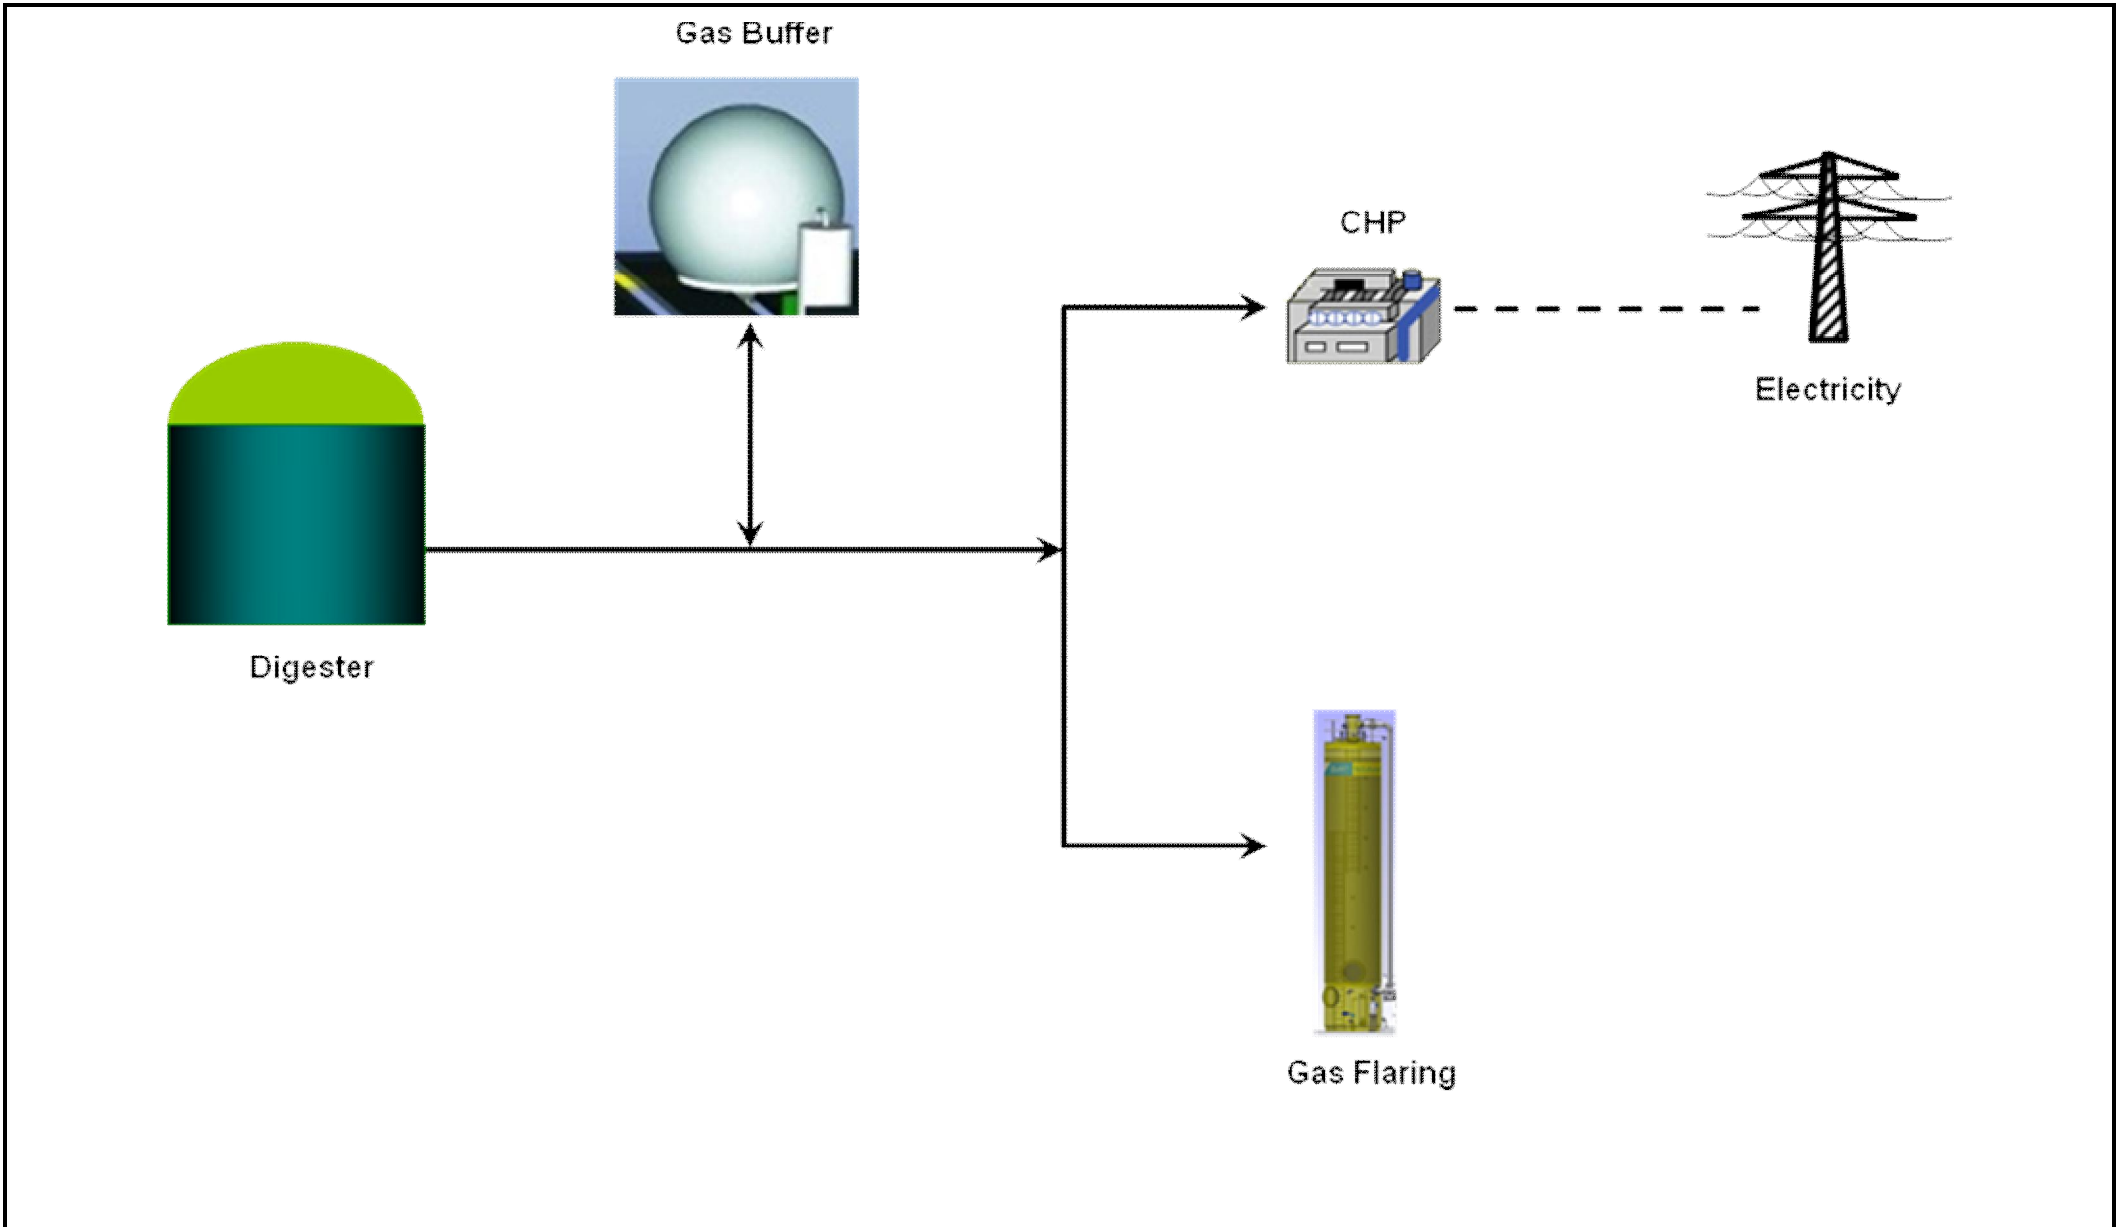 Gas Buffer
CHP
Electricity
Digester
Gas Flaring